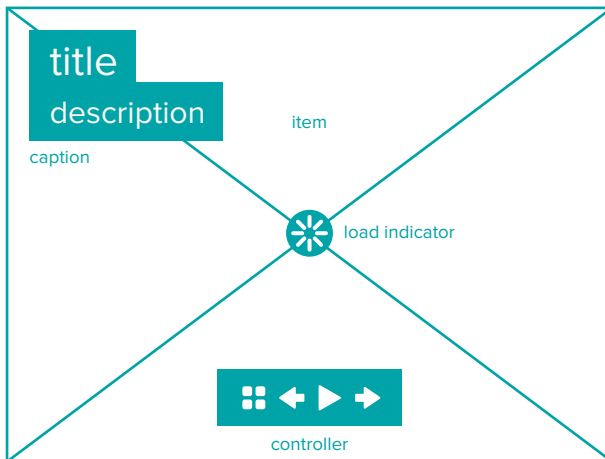 title
description
caption
item
load indicator
controller